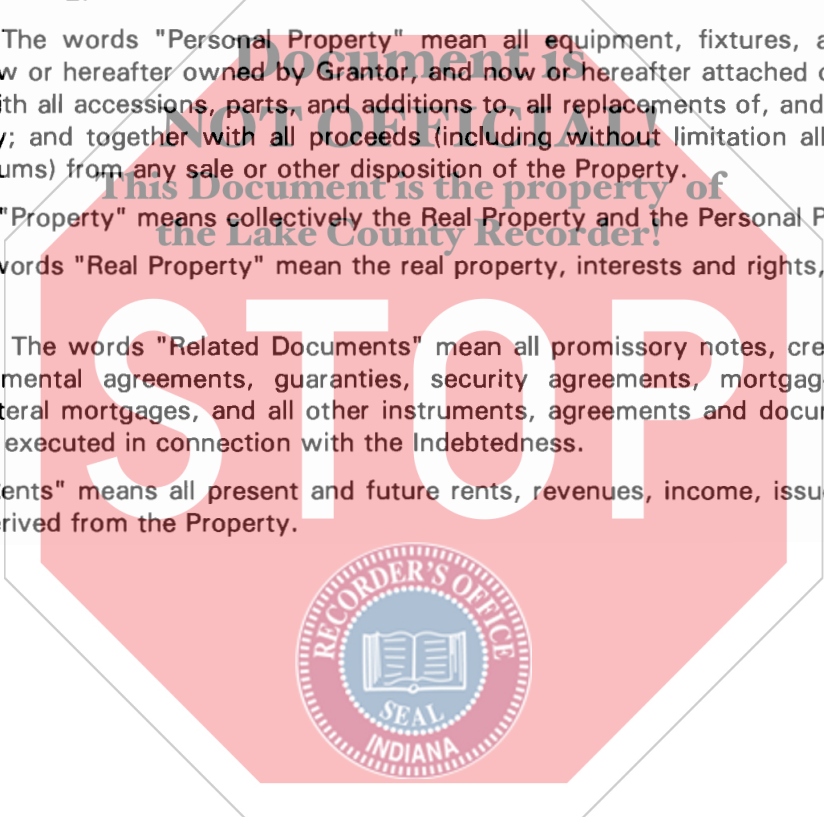 The words "Personal Property" mean all equipment, fixtures, a
w or hereafter owned by Grantor, and now or hereafter attached o
ith all accessions, parts, and additions to, all replacements of, and
y; and together with all proceeds (including without limitation all
ums) from any sale or other disposition of the Property.
"Property" means collectively the Real Property and the Personal P
words "Real Property" mean the real property, interests and rights,
The words "Related Documents" mean all promissory notes, cre
mental agreements, guaranties, security agreements, mortgag
teral mortgages, and all other instruments, agreements and docu
executed in connection with the Indebtedness.
ents" means all present and future rents, revenues, income, issu
rived from the Property.
Document is
NOT OFFICIAL!
This Document is the property of
the Lake County Recorder!
STOP
RECORDER'S OFFICE
SEAL
INDIANA